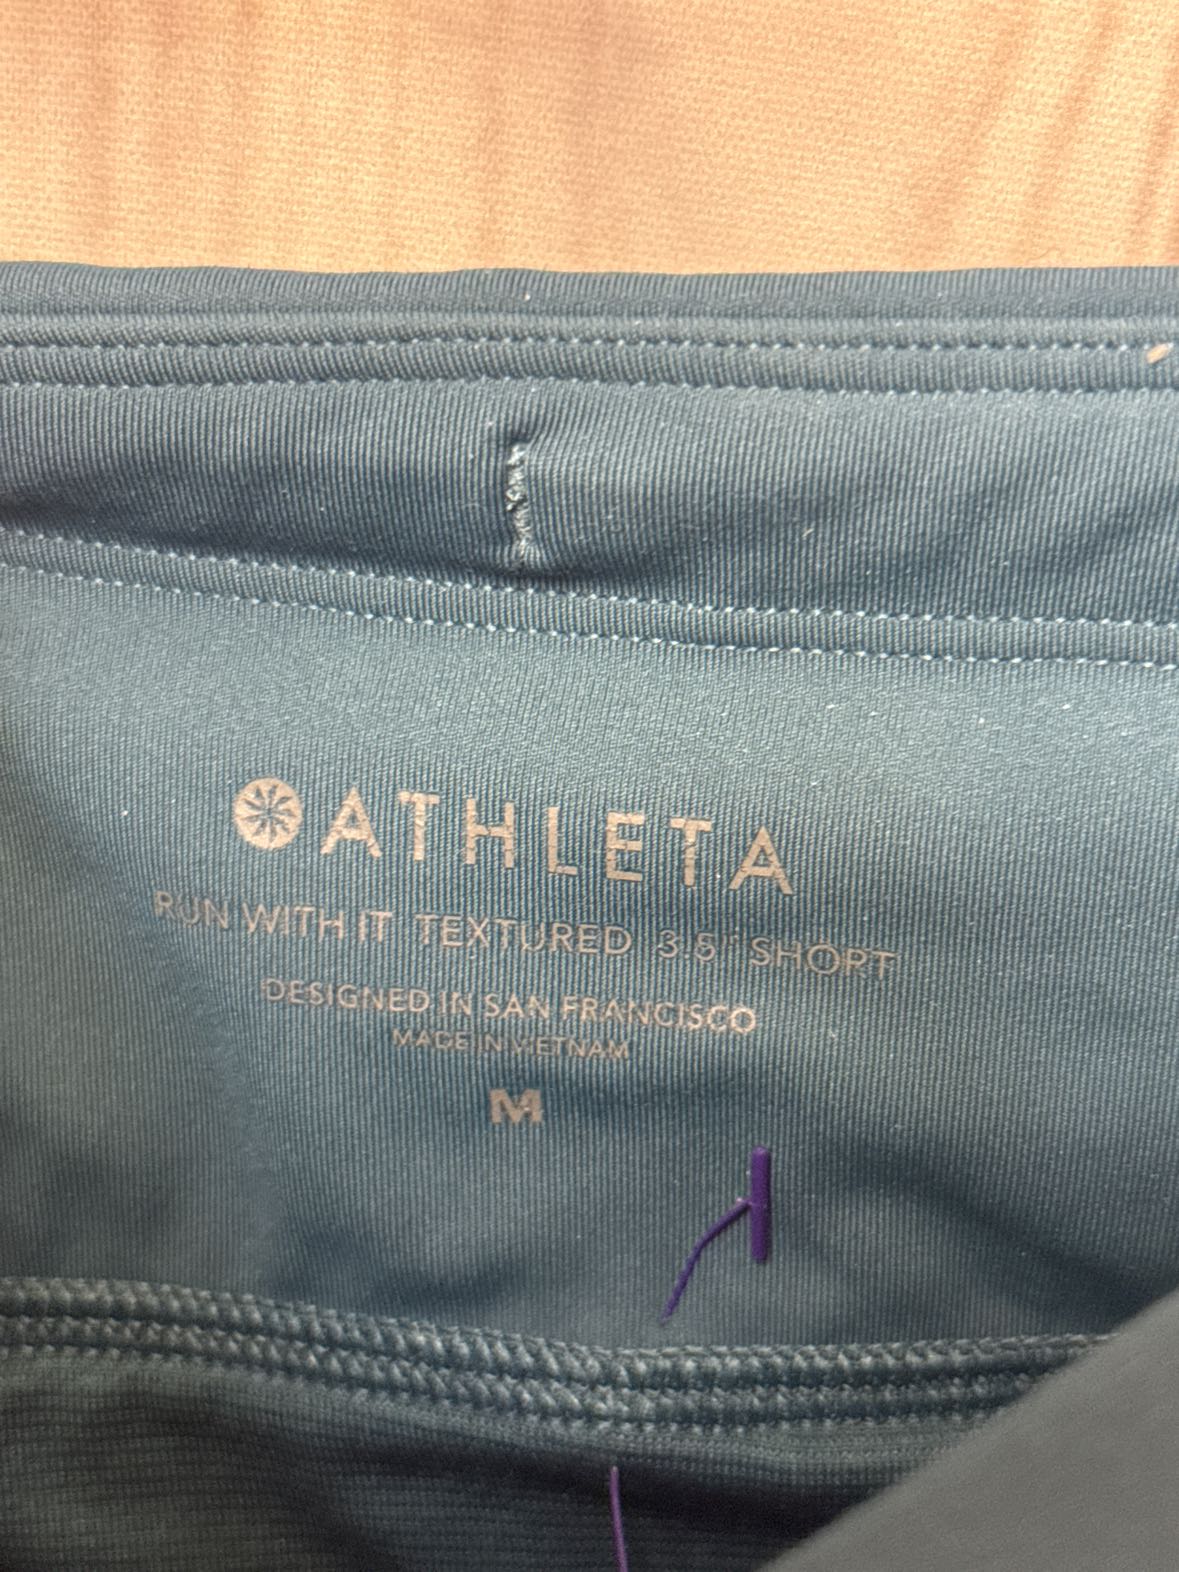 ATHLETA
RUN WITH IT TEXTURED 3.5" SHORT
DESIGNED IN SAN FRANCISCO
MADE IN VIETNAM
M